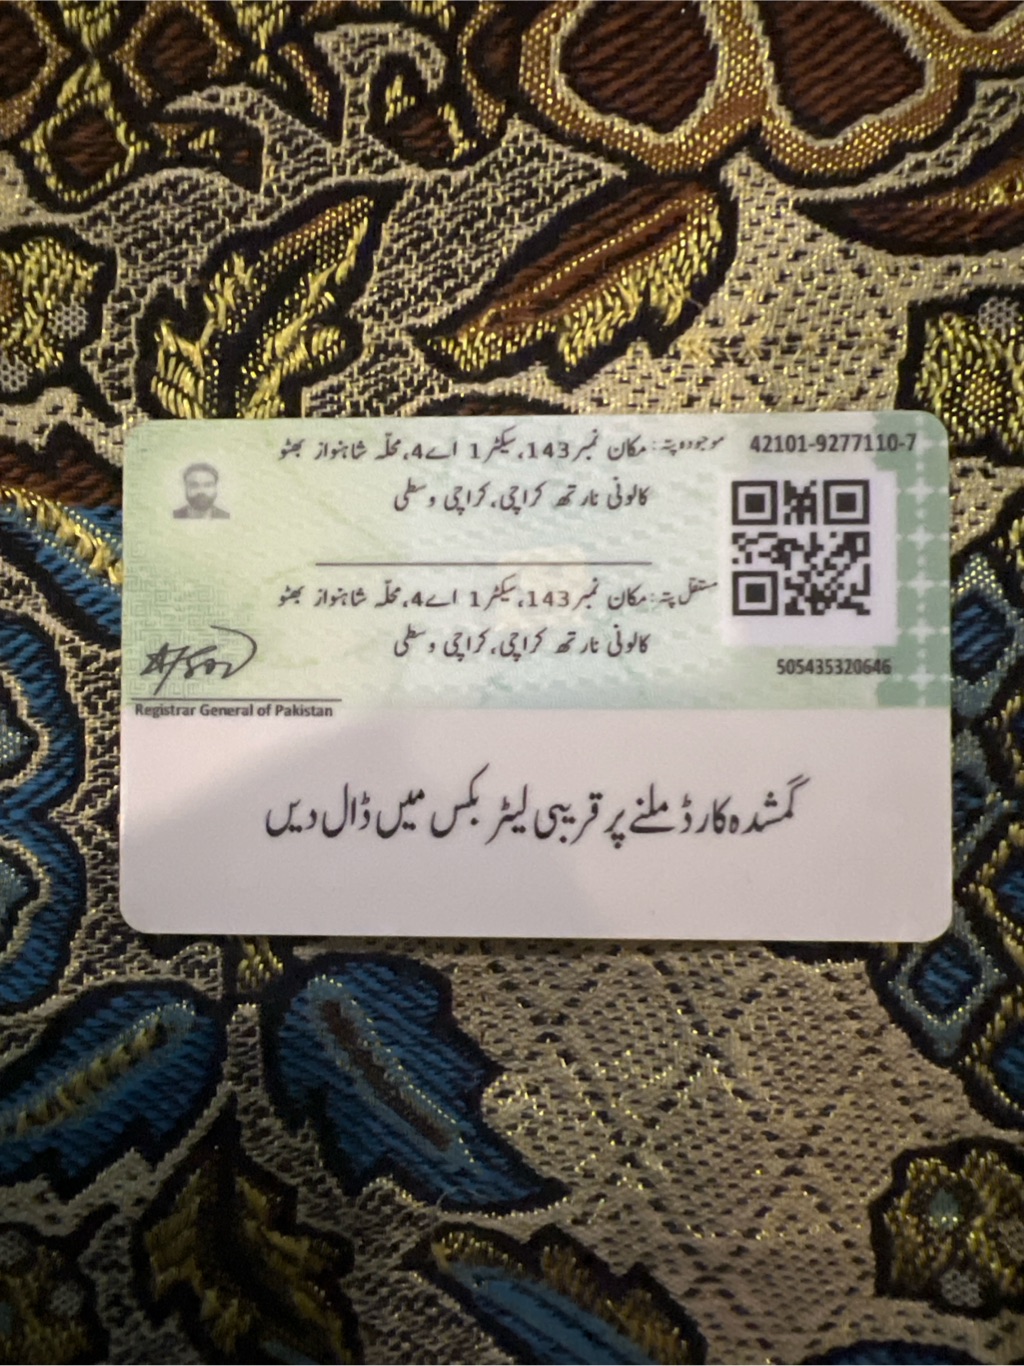 موجودہ پتہ: مکان نمبر 143، سیکٹر 1 اے 4، محلہ شاہنواز بھٹو
کالونی نارتھ کراچی، کراچی وسطی
42101-9277110-7
مستقل پتہ: مکان نمبر 143، سیکٹر 1 اے 4، محلہ شاہنواز بھٹو
کالونی نارتھ کراچی، کراچی وسطی
505435320646
Registrar General of Pakistan
گمشدہ کارڈ ملنے پر قریبی لیٹر بکس میں ڈال دیں